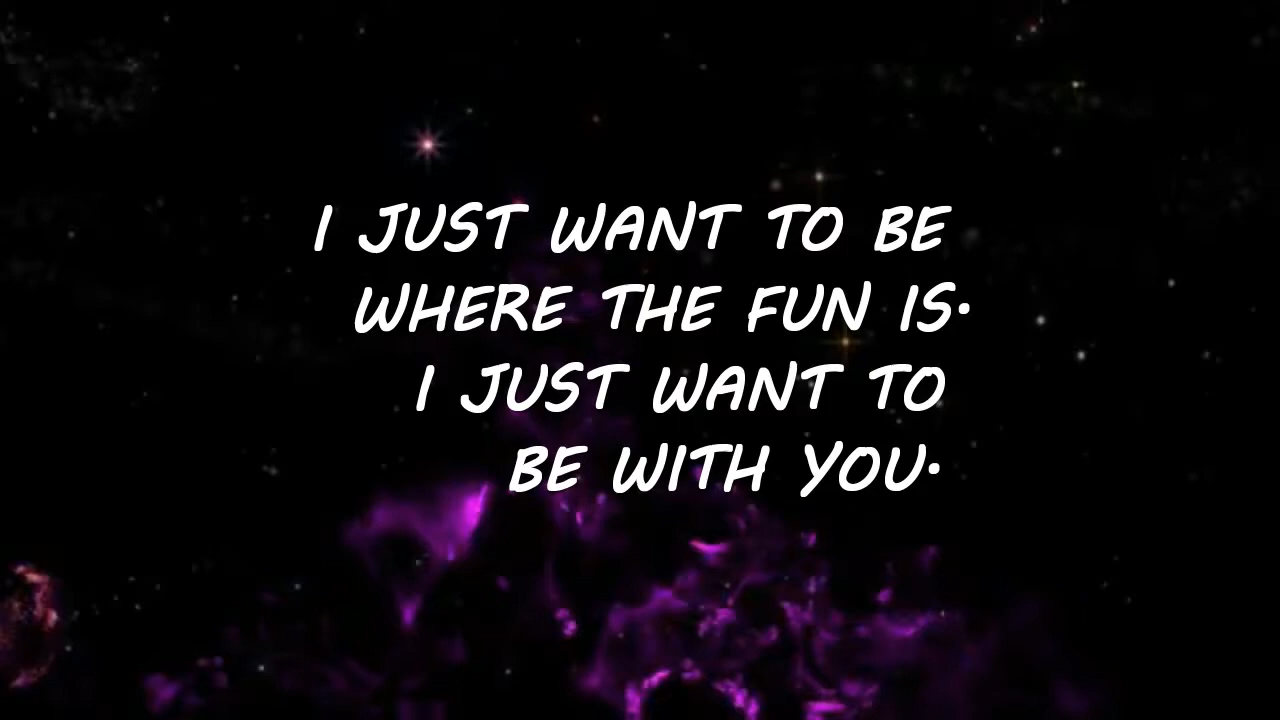 I JUST WANT TO BE
WHERE THE FUN IS.
I JUST WANT TO
BE WITH YOU.